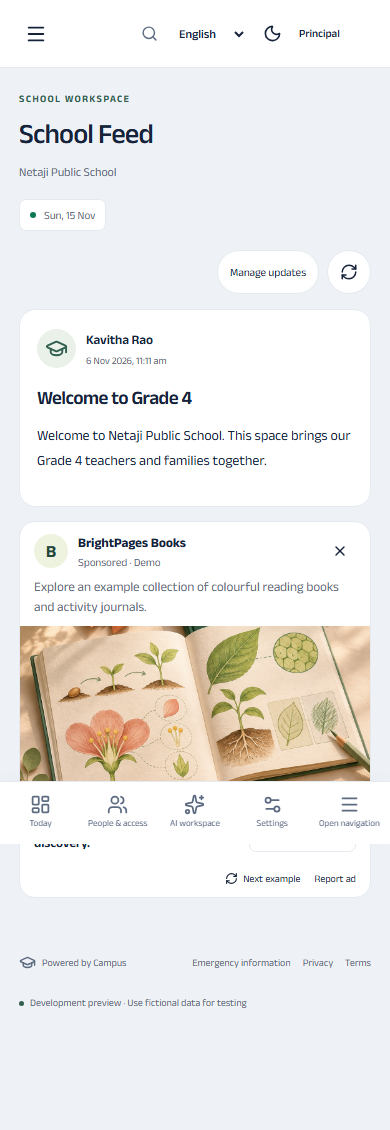 English
Principal
SCHOOL WORKSPACE
School Feed
Netaji Public School
Sun, 15 Nov
Manage updates
Kavitha Rao
6 Nov 2026, 11:11 am
Welcome to Grade 4
Welcome to Netaji Public School. This space brings our
Grade 4 teachers and families together.
B
BrightPages Books
Sponsored · Demo
Explore an example collection of colourful reading books
and activity journals.
Today
People & access
AI workspace
Settings
Open navigation
discovery.
Next example
Report ad
Powered by Campus
Emergency information
Privacy
Terms
Development preview · Use fictional data for testing